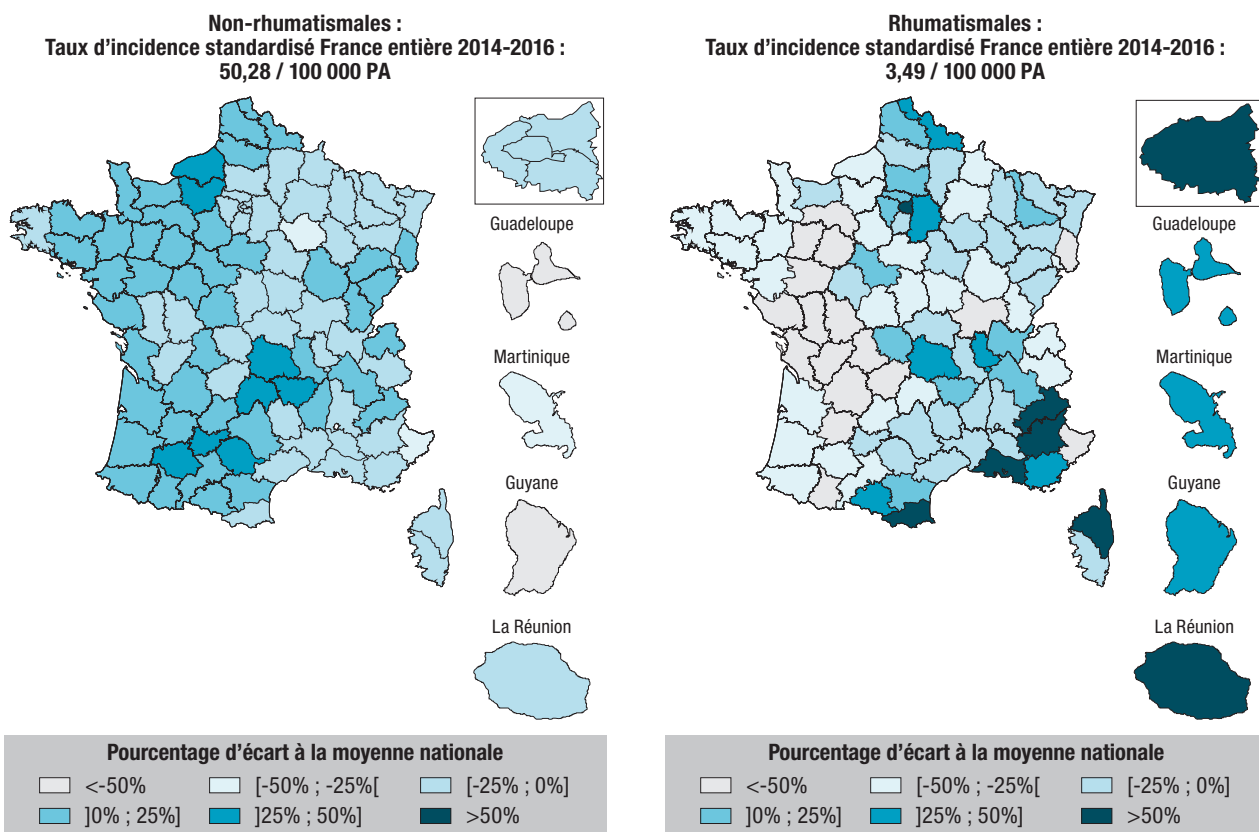 Non-rhumatismales :
Taux d'incidence standardisé France entière 2014-2016 :
50,28 / 100 000 PA
Guadeloupe
Martinique
Guyane
La Réunion
Pourcentage d'écart à la moyenne nationale
<-50% [-50% ; -25%[ [-25% ; 0%]
]0% ; 25%] ]25% ; 50%] >50%
Rhumatismales :
Taux d'incidence standardisé France entière 2014-2016 :
3,49 / 100 000 PA
Guadeloupe
Martinique
Guyane
La Réunion
Pourcentage d'écart à la moyenne nationale
<-50% [-50% ; -25%[ [-25% ; 0%]
]0% ; 25%] ]25% ; 50%] >50%